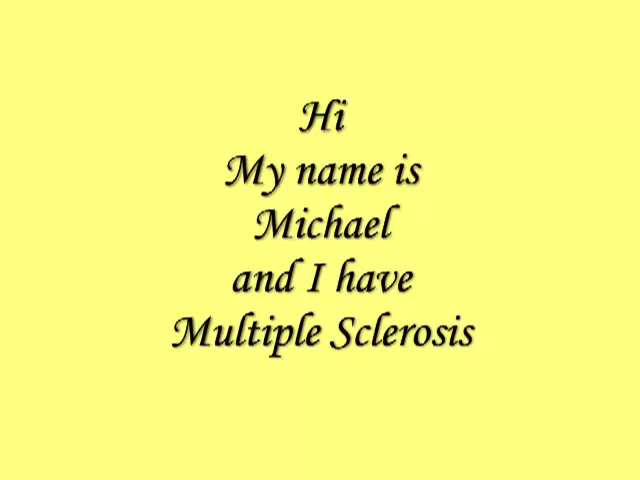 Hi
My name is
Michael
and I have
Multiple Sclerosis